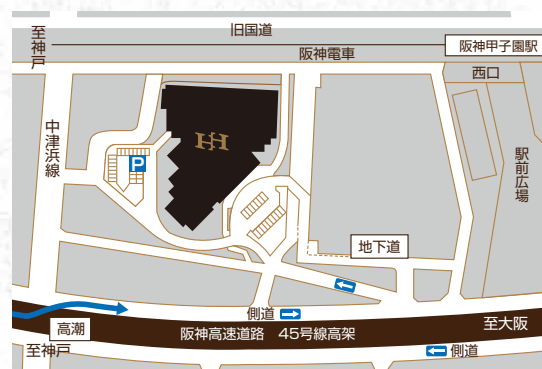 旧国道
至神戸
阪神電車
阪神甲子園駅
西口
中津浜線
P
駅前広場
地下道
側道
高潮
阪神高速道路 45号線高架
至大阪
至神戸
側道